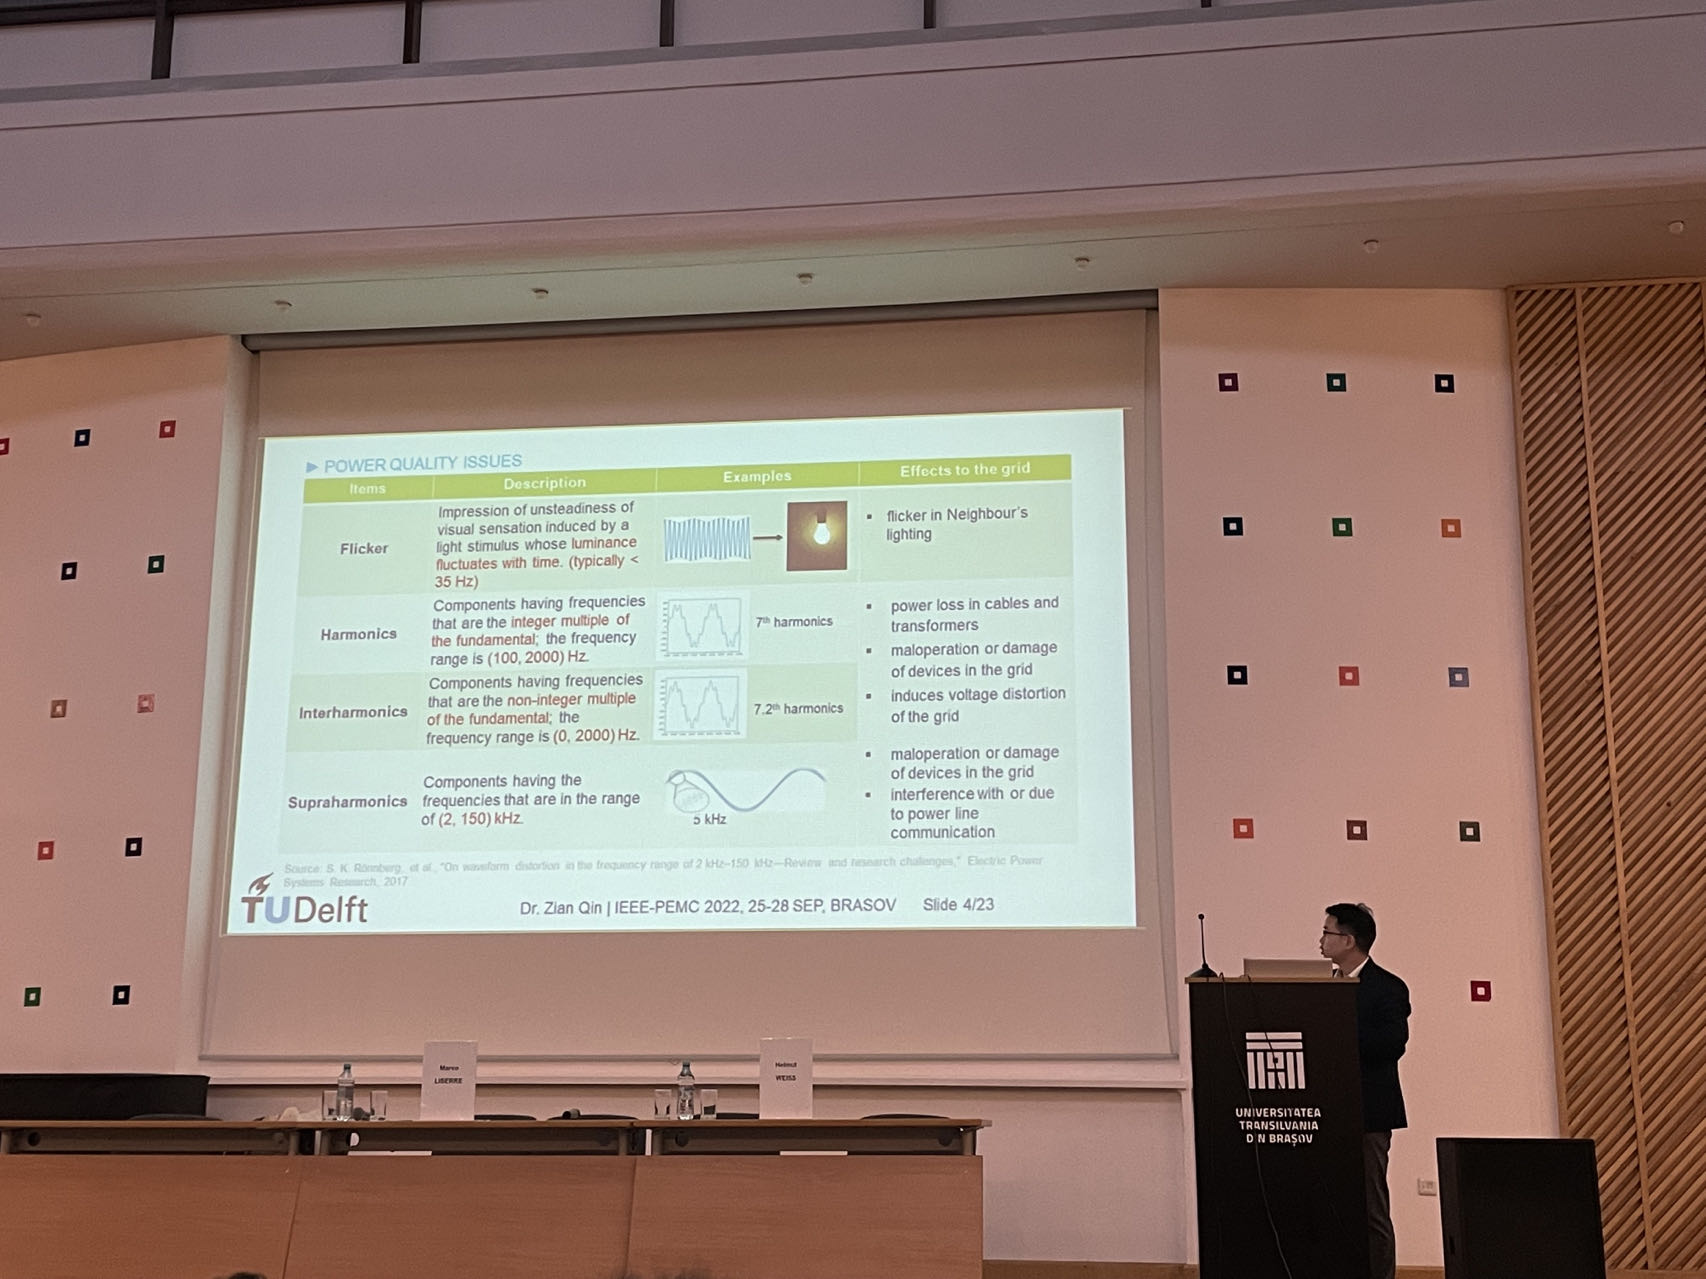 ► POWER QUALITY ISSUES
Items
Description
Examples
Effects to the grid
Flicker
Impression of unsteadiness of
visual sensation induced by a
light stimulus whose luminance
fluctuates with time. (typically <
35 Hz)
▪ flicker in Neighbour's
lighting
Harmonics
Components having frequencies
that are the integer multiple of
the fundamental; the frequency
range is (100, 2000) Hz.
7th harmonics
▪ power loss in cables and
transformers
▪ maloperation or damage
of devices in the grid
▪ induces voltage distortion
of the grid
Interharmonics
Components having frequencies
that are the non-integer multiple
of the fundamental; the
frequency range is (0, 2000) Hz.
7.2th harmonics
Supraharmonics
Components having the
frequencies that are in the range
of (2, 150) kHz.
5 kHz
▪ maloperation or damage
of devices in the grid
▪ interference with or due
to power line
communication
Source: S. K. Rönnberg, et al., "On waveform distortion in the frequency range of 2 kHz–150 kHz—Review and research challenges," Electric Power
Systems Research, 2017
TUDelft
Dr. Zian Qin | IEEE-PEMC 2022, 25-28 SEP, BRASOV
Slide 4/23
Marco
LISERRE
Helmut
WEISS
UNIVERSITATEA
TRANSILVANIA
DIN BRAȘOV